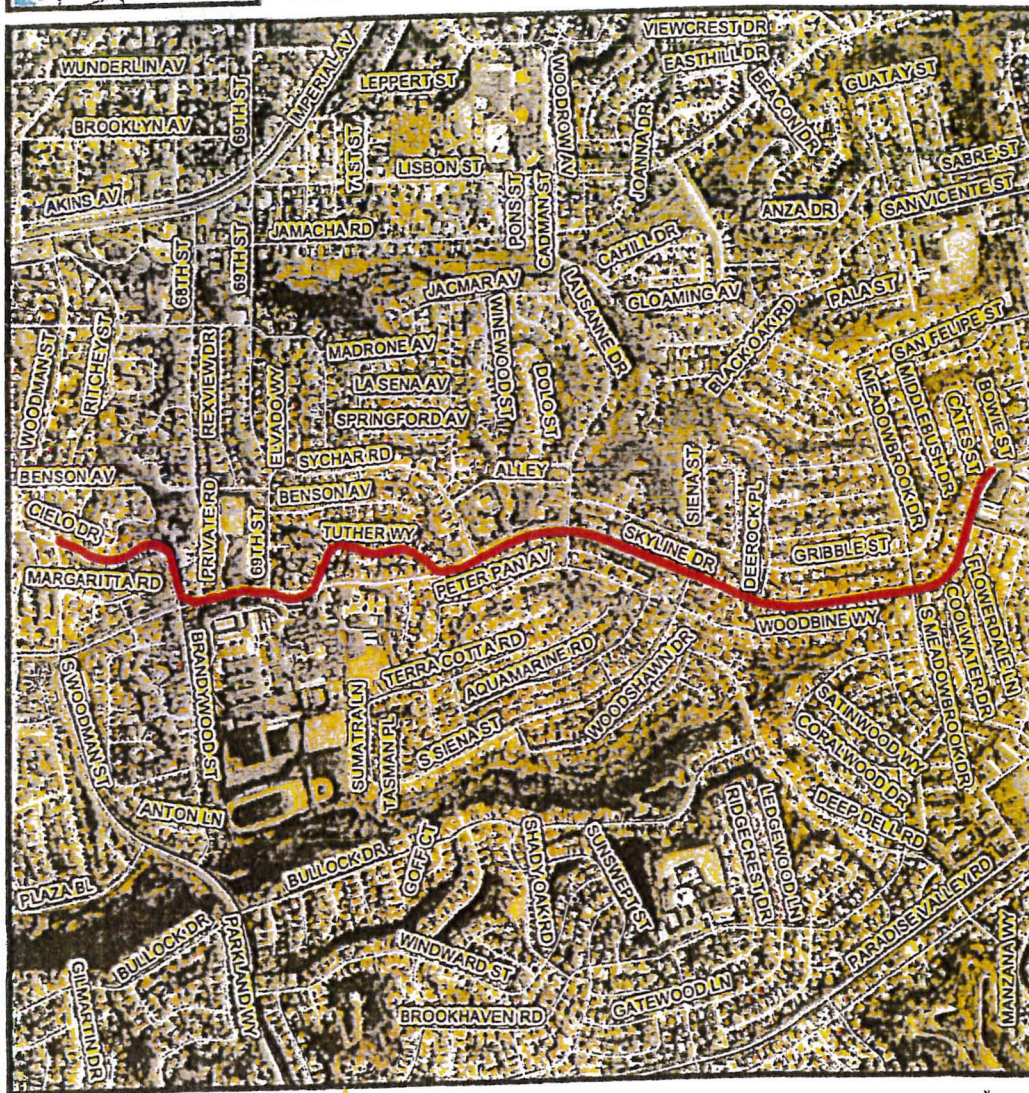 VIEWCREST DR
EASTHILL DR
WUNDERLIN AV
69TH ST
IMPERIAL AV
LEPPERT ST
WOODROW AV
BEACON DR
GUATAY ST
BROOKLYN AV
71ST ST
LISBON ST
JOANNA DR
SABRE ST
AKINS AV
PONS ST
CADMAN ST
ANZA DR
SAN VICENTE ST
JAMACHA RD
68TH ST
69TH ST
CAHILL DR
JACMAR AV
LAUSANNE DR
GLOAMING AV
PALA ST
WOODMAN ST
RITCHEY ST
REXVIEW DR
ELVADO WY
MADRONE AV
WINEWOOD ST
DOLO ST
BLACK OAK RD
SAN FELIPE ST
LA SENA AV
MEADOWBROOK DR
MIDDLEBUSH DR
CATES ST
BOWIE ST
SPRINGFORD AV
SYCHAR RD
ALLEY
SIENA ST
BENSON AV
BENSON AV
CIELO DR
PRIVATE RD
69TH ST
TUTHER WY
SKYLINE DR
DEEROCK PL
GRIBBLE ST
MARGARITTA RD
PETER PAN AV
WOODBINE WY
FLOWERDALE LN
COOLWATER DR
S MEADOWBROOK DR
S WOODMAN ST
BRANDYWOOD ST
TERRA COTTA RD
AQUAMARINE RD
WOODSHAWN DR
SUMATRA LN
TASMAN PL
S SIENA ST
SATINWOOD WY
CORALWOOD DR
ANTON LN
DEEP DELL RD
BULLOCK DR
GOFF CT
SHADY OAK RD
SUNSWEPT ST
RIDGECREST DR
LEDGEWOOD LN
PLAZA BL
BULLOCK DR
PARKLAND WY
WINDWARD ST
PARADISE VALLEY RD
GILMARTIN DR
BROOKHAVEN RD
GATEWOOD LN
MANZANA WY